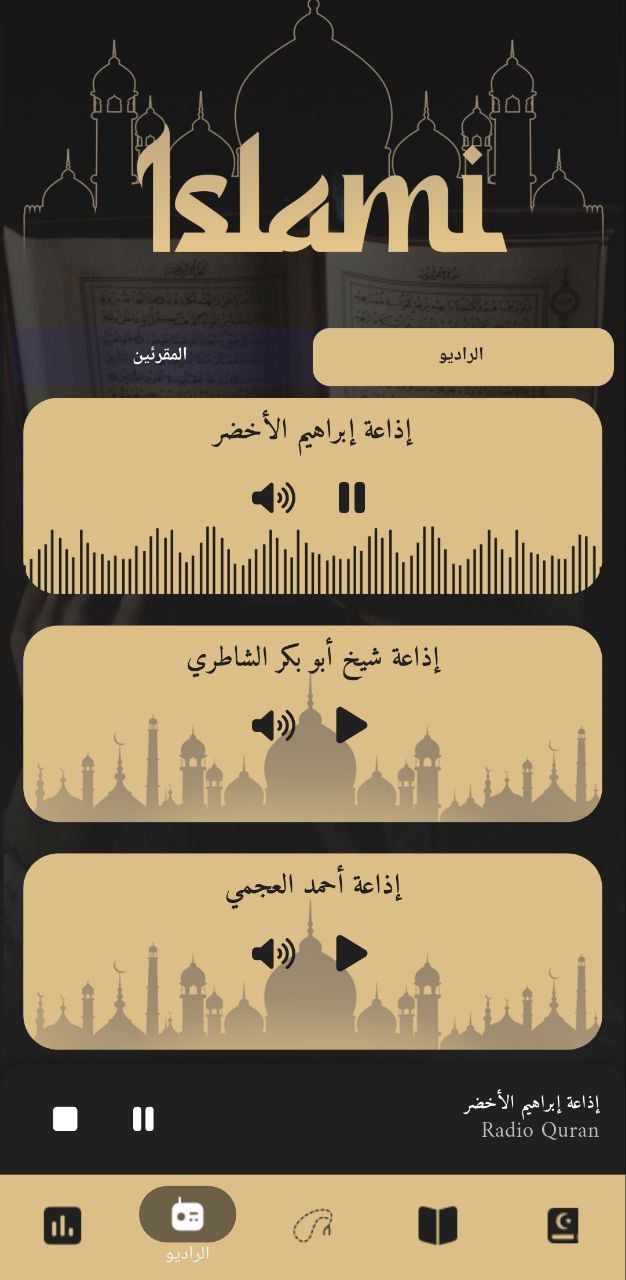 Islami
الراديو
المقرئين
إذاعة إبراهيم الأخضر
إذاعة شيخ أبو بكر الشاطري
إذاعة أحمد العجمي
إذاعة إبراهيم الأخضر
Radio Quran
الراديو